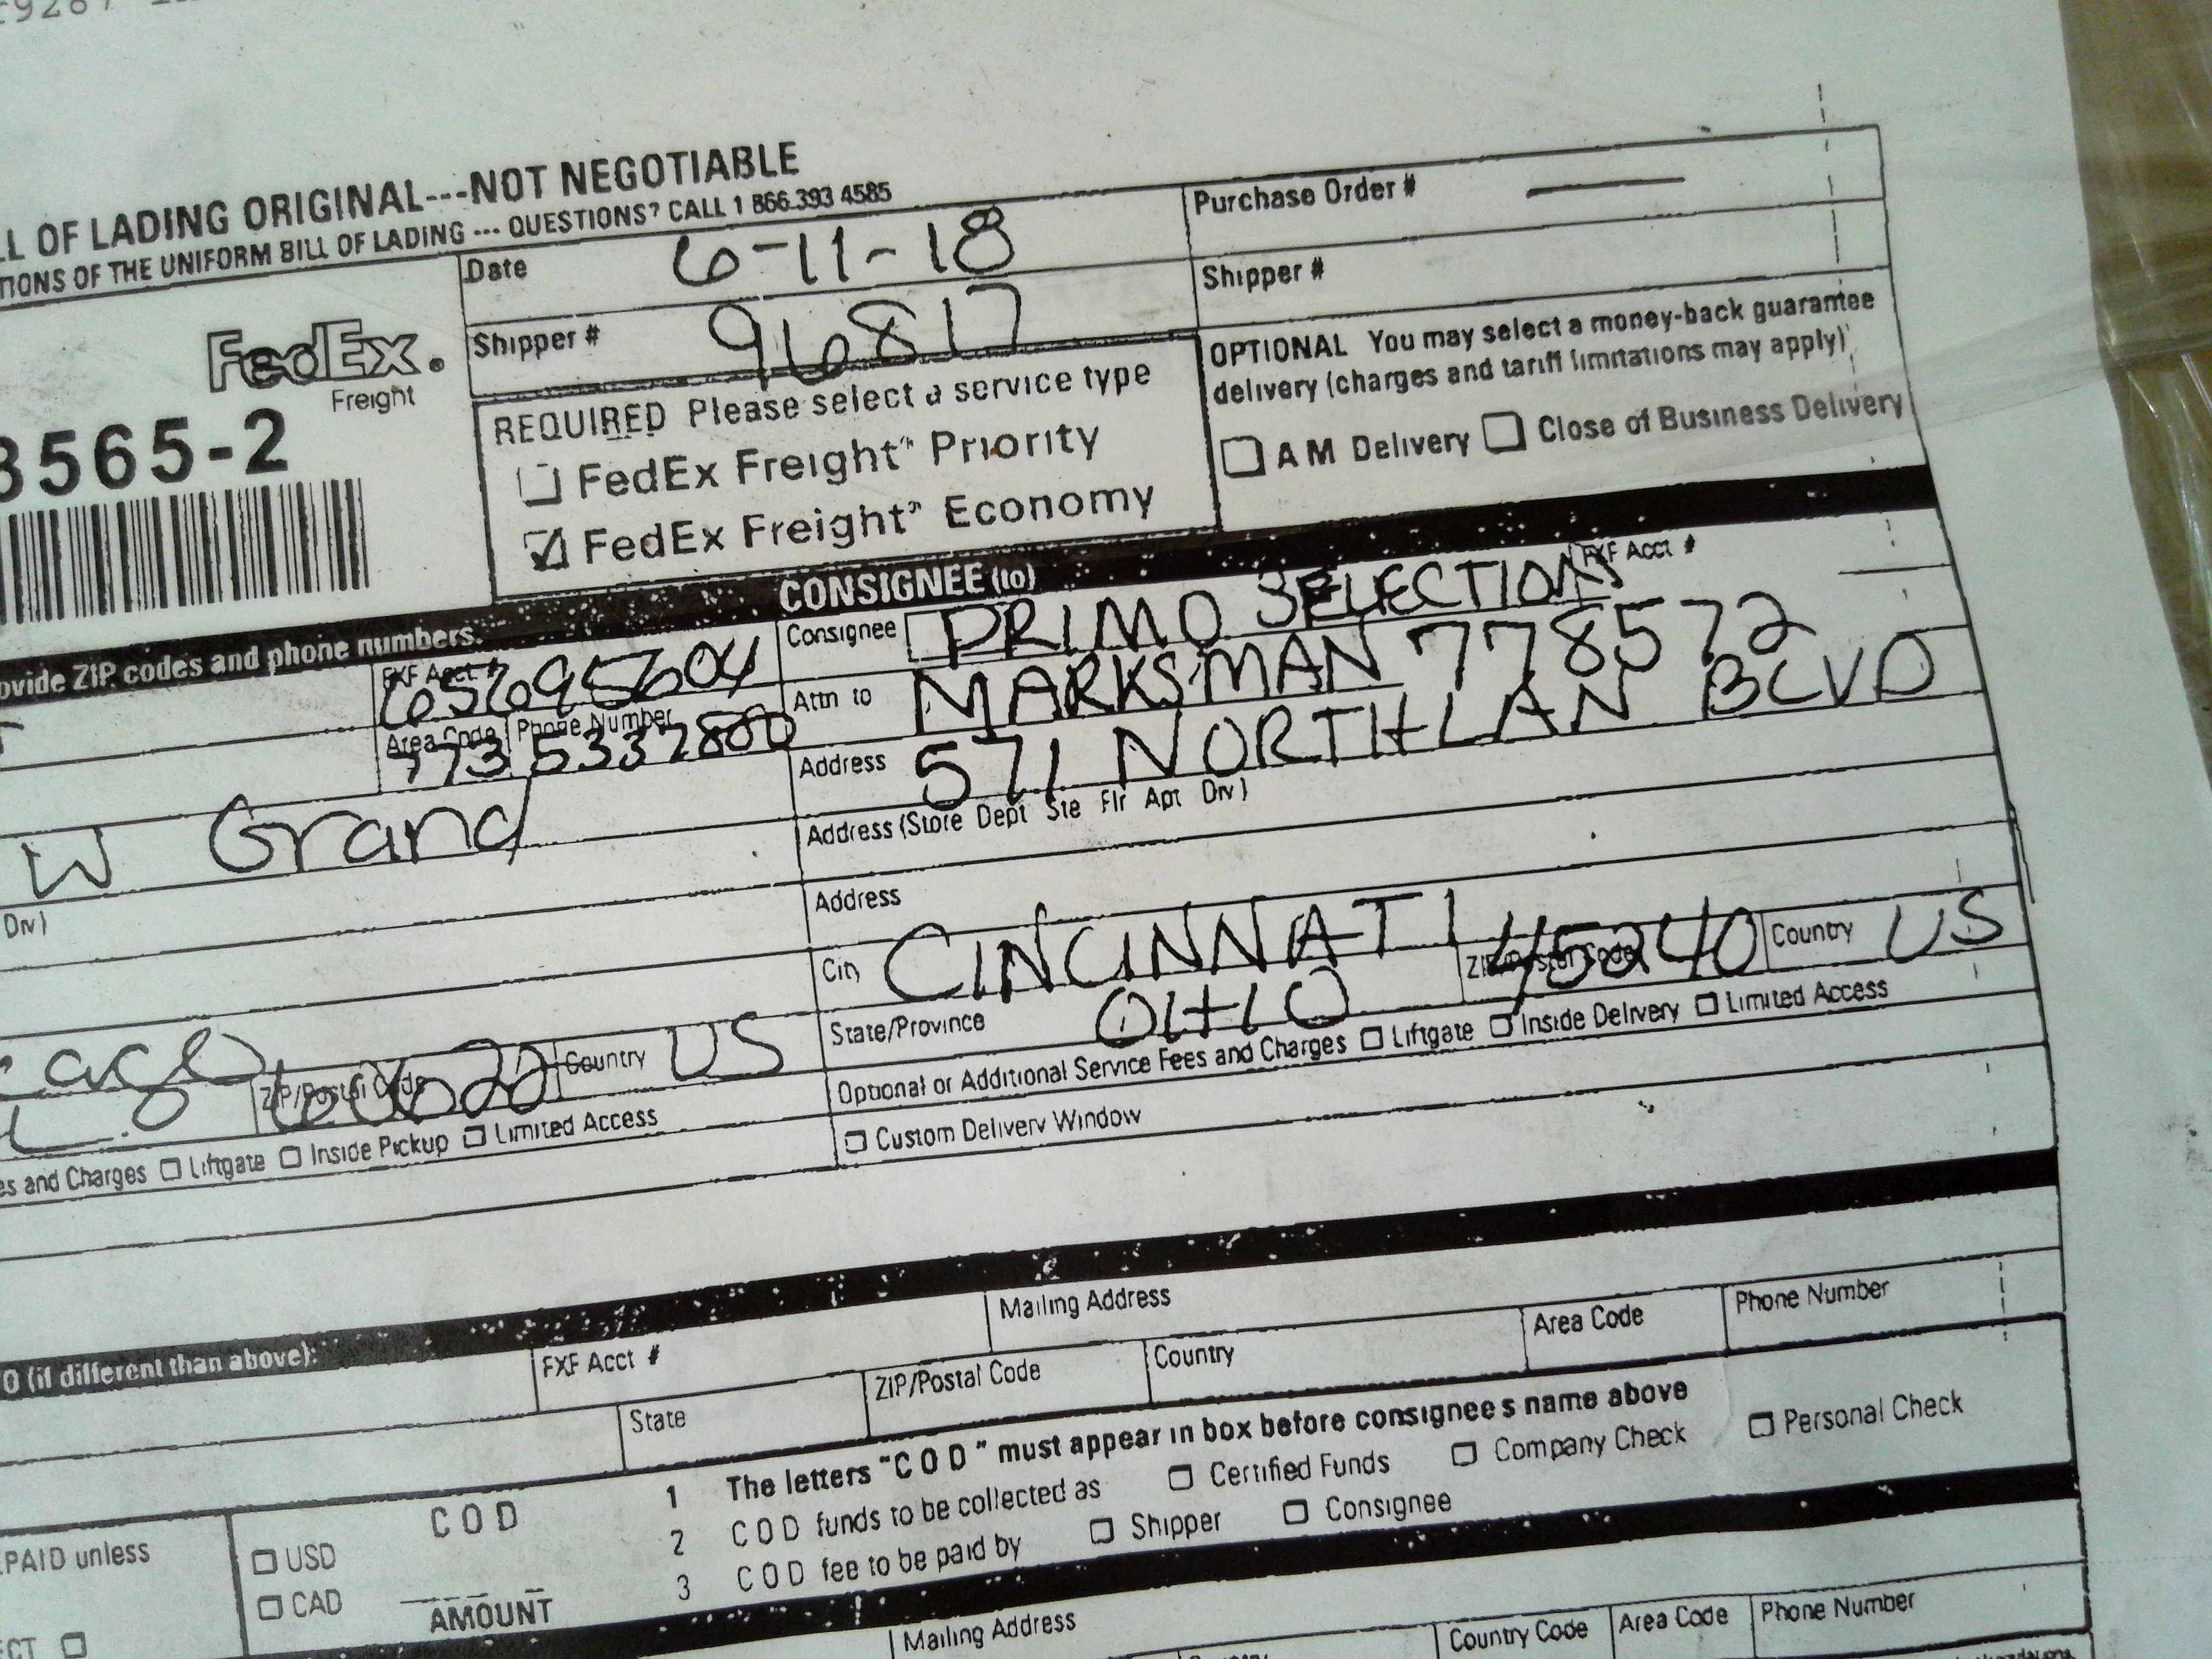 LL OF LADING ORIGINAL---NOT NEGOTIABLE
TIONS OF THE UNIFORM BILL OF LADING --- QUESTIONS? CALL 1 866.393 4585
Date 6-11-18
Purchase Order # —
Shipper # 96817
Shipper #
FedEx.
Freight
3565-2
REQUIRED Please select a service type
FedEx Freight Priority
FedEx Freight Economy
OPTIONAL You may select a money-back guarantee
delivery (charges and tariff limitations may apply)
A M Delivery Close of Business Delivery
CONSIGNEE (to)
ovide ZIP codes and phone numbers.
FXF Acct #
Consignee PRIMO SELECTIONS
FXF Acct #
Attn to MARKSMAN 778572
Area Code 773 Phone Number 5337800
Address 571 NORTHLAN BLVD
W Grand
Address (Store Dept Ste Flr Apt Div)
Div)
Address
City CINCINNATI ZIP/Postal Code 45240 Country US
State/Province OHIO
cago ZIP/Postal Code Country US
Optional or Additional Service Fees and Charges Liftgate Inside Delivery Limited Access
Custom Delivery Window
es and Charges Liftgate Inside Pickup Limited Access
O (if different than above):
FXF Acct #
Mailing Address
Area Code
Phone Number
State
ZIP/Postal Code
Country
PAID unless
COD
USD
CAD
AMOUNT
ECT
1 The letters "C O D" must appear in box before consignee s name above
2 C O D funds to be collected as Certified Funds Company Check Personal Check
3 C O D fee to be paid by Shipper Consignee
Mailing Address
Country Code
Area Code
Phone Number